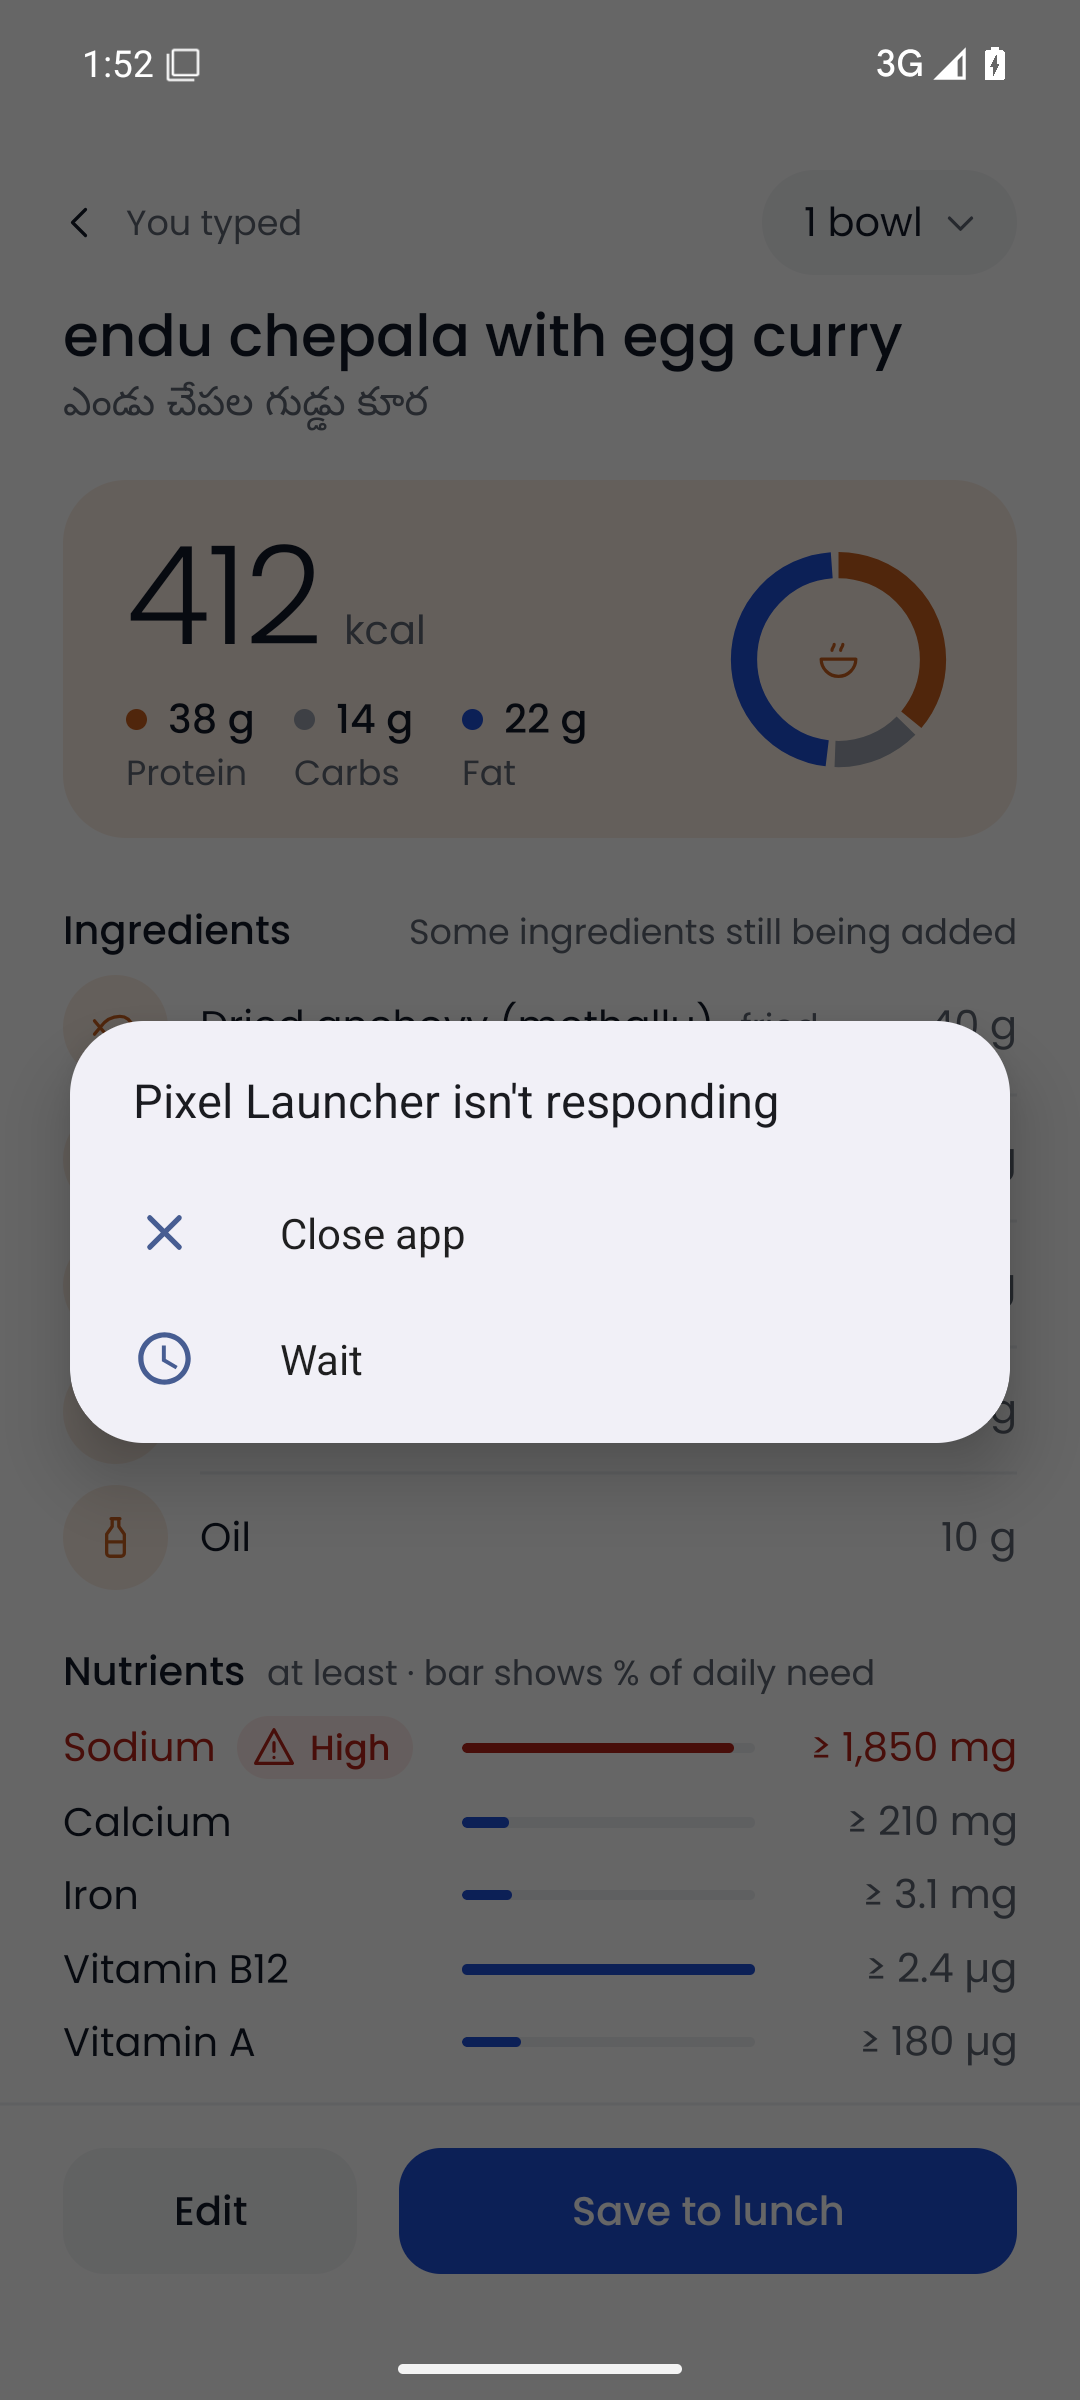 1:52
3G
You typed
1 bowl
endu chepala with egg curry
ఎండు చేపల గుడ్డు కూర
412 kcal
38 g 14 g 22 g
Protein Carbs Fat
Ingredients Some ingredients still being added
40 g
Pixel Launcher isn't responding
Close app
Wait
Oil 10 g
Nutrients at least · bar shows % of daily need
Sodium High ≥ 1,850 mg
Calcium ≥ 210 mg
Iron ≥ 3.1 mg
Vitamin B12 ≥ 2.4 µg
Vitamin A ≥ 180 µg
Edit Save to lunch